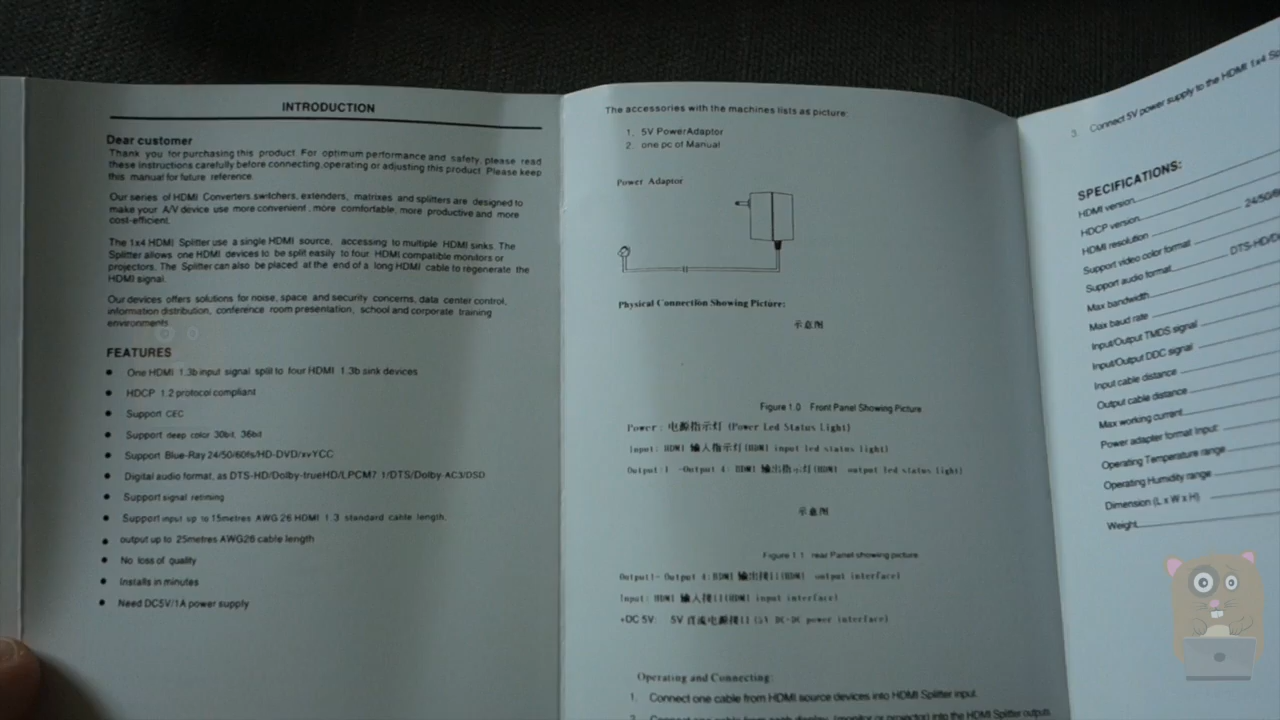 INTRODUCTION
Dear customer
Thank you for purchasing this product. For optimum performance and safety, please read
these instructions carefully before connecting, operating or adjusting this product. Please keep
this manual for future reference.
Our series of HDMI Converters switchers, extenders, matrixes and splitters are designed to
make your A/V device use more convenient, more comfortable, more productive and more
cost-efficient.
The 1x4 HDMI Splitter use a single HDMI source, accessing to multiple HDMI sinks. The
Splitter allows one HDMI devices to be split easily to four HDMI compatible monitors or
projectors. The Splitter can also be placed at the end of a long HDMI cable to regenerate the
HDMI signal.
Our devices offers solutions for noise, space and security concerns, data center control,
information distribution, conference room presentation, school and corporate training
environments.
FEATURES
● One HDMI 1.3b input signal split to four HDMI 1.3b sink devices
● HDCP 1.2 protocol compliant
● Support CEC
● Support deep color 30bit, 36bit
● Support Blue-Ray 24/50/60fs/HD-DVD/xvYCC
● Digital audio format, as DTS-HD/Dolby-trueHD/LPCM7.1/DTS/Dolby-AC3/DSD
● Support signal retiming
● Support input up to 15metres AWG 26 HDMI 1.3 standard cable length.
● output up to 25metres AWG26 cable length
● No loss of quality
● Installs in minutes
● Need DC5V/1A power supply
The accessories with the machines lists as picture:
1. 5V PowerAdaptor
2. one pc of Manual
Power Adaptor
Physical Connection Showing Picture:
示意图
Figure 1.0 Front Panel Showing Picture
Power: 电源指示灯 (Power Led Status Light)
Input: HDMI 输入指示灯(HDMI input led status light)
Output:1 -Output 4: HDMI 输出指示灯(HDMI output led status light)
示意图
Figure 1.1 rear Panel showing picture
Output1- Output 4: HDMI 输出接口(HDMI output interface)
Input: HDMI 输入接口(HDMI input interface)
+DC 5V: 5V 直流电源接口 (5V DC-DC power interface)
Operating and Connecting:
1. Connect one cable from HDMI source devices into HDMI Splitter input.
2. Connect one cable from each display (monitor or projector) into the HDMI Splitter outputs
3. Connect 5V power supply to the HDMI 1x4
SPECIFICATIONS:
HDMI version
HDCP version
HDMI resolution 24/50/
Support video color format
Support audio format DTS-HD/
Max bandwidth
Max baud rate
Input/Output TMDS signal
Input/Output DDC signal
Input cable distance
Output cable distance
Max working current
Power adapter format Input:
Operating Temperature range
Operating Humidity range
Dimension (L x W x H)
Weight